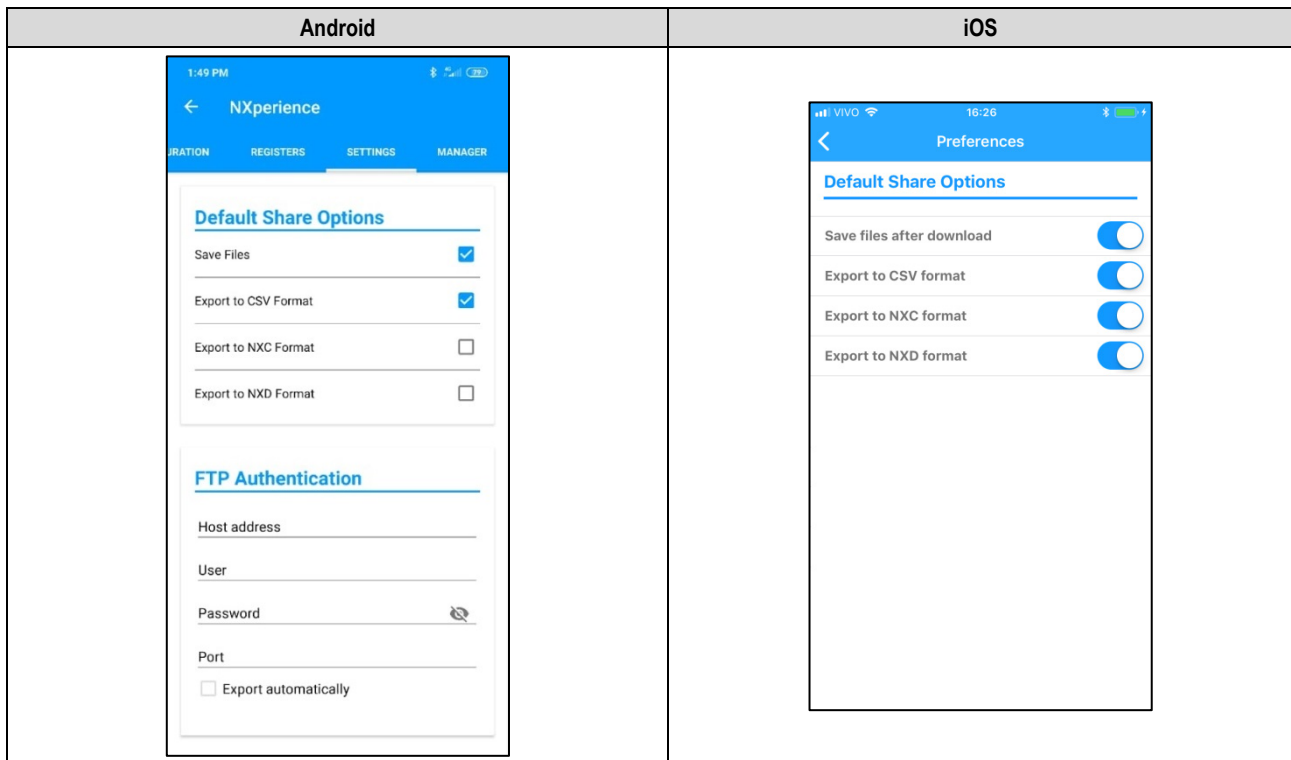 Android
iOS
1:49 PM
NXperience
URATION REGISTERS SETTINGS MANAGER
Default Share Options
Save Files
Export to CSV Format
Export to NXC Format
Export to NXD Format
FTP Authentication
Host address
User
Password
Port
Export automatically
VIVO 16:26
Preferences
Default Share Options
Save files after download
Export to CSV format
Export to NXC format
Export to NXD format